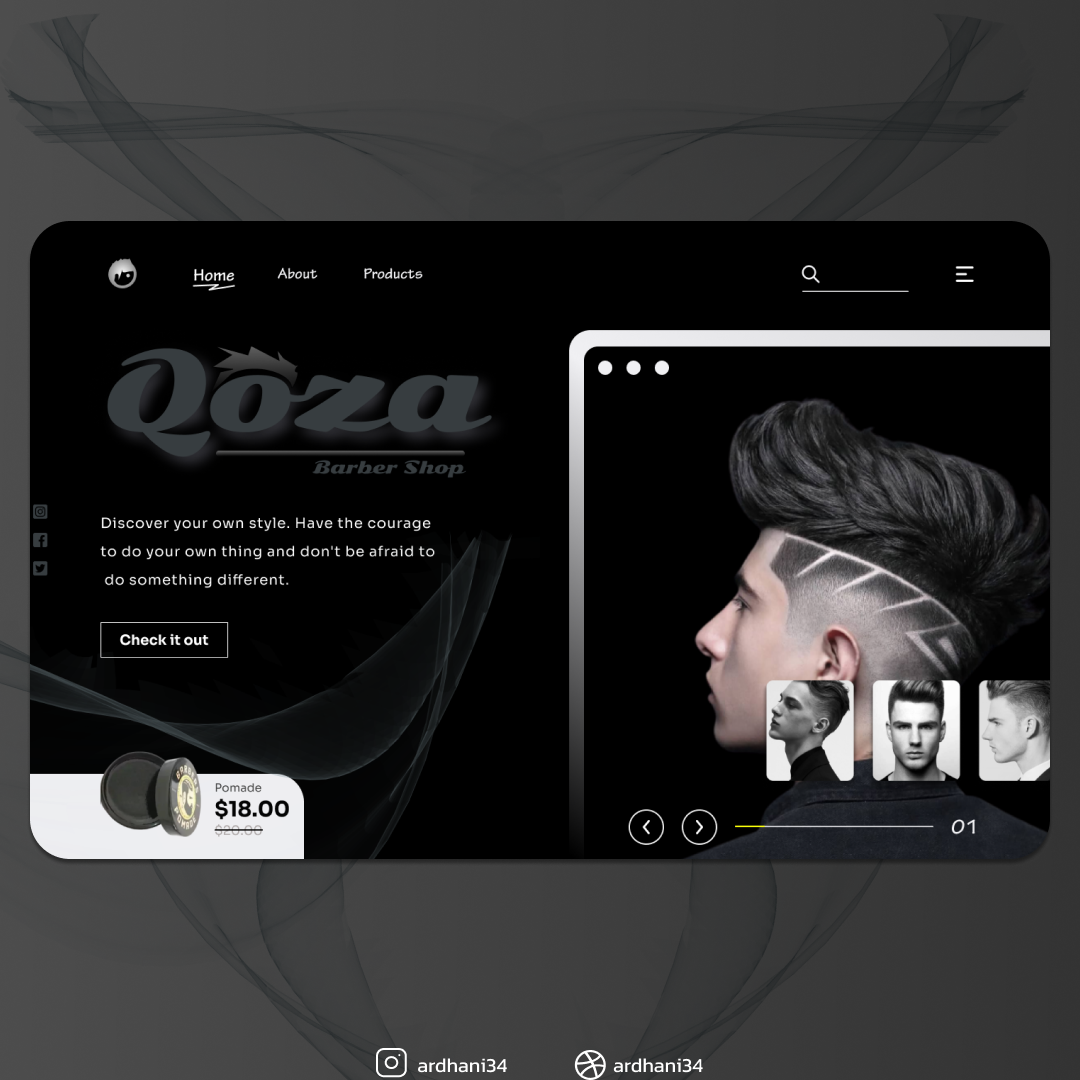 Home
About
Products
Qoza
Barber Shop
Discover your own style. Have the courage
to do your own thing and don't be afraid to
do something different.
Check it out
POMADE
Pomade
$18.00
$20.00
01
ardhani34
ardhani34